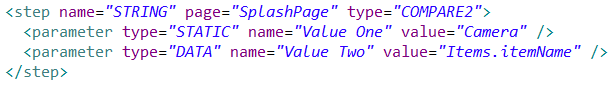 <step name="STRING" page="SplashPage" type="COMPARE2">
<parameter type="STATIC" name="Value One" value="Camera" />
<parameter type="DATA" name="Value Two" value="Items.itemName" />
</step>